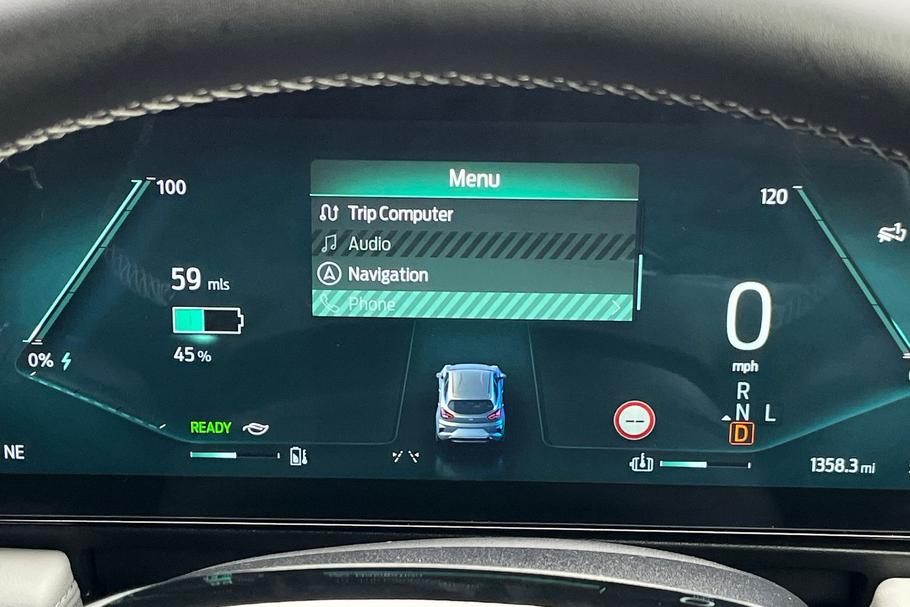 Menu
Trip Computer
Audio
Navigation
Phone
100
59 mls
45 %
0%
READY
NE
120
0
mph
R
N L
D
--
1358.3 mi